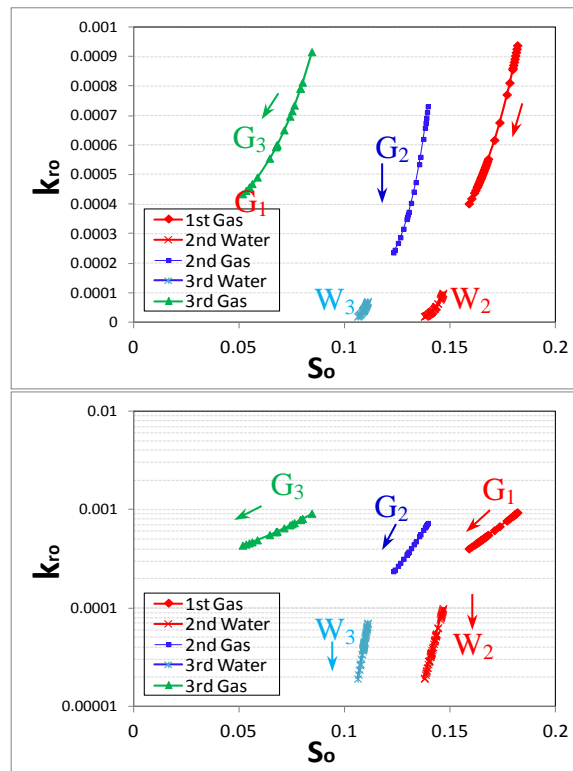 0.001
0.0009
0.0008
0.0007
0.0006
0.0005
0.0004
0.0003
0.0002
0.0001
0
kro
G3
G2
G1
1st Gas
2nd Water
2nd Gas
3rd Water
3rd Gas
W3
W2
0 0.05 0.1 0.15 0.2
So
0.01
0.001
0.0001
0.00001
kro
G3
G2
G1
1st Gas
2nd Water
2nd Gas
3rd Water
3rd Gas
W3
W2
0 0.05 0.1 0.15 0.2
So